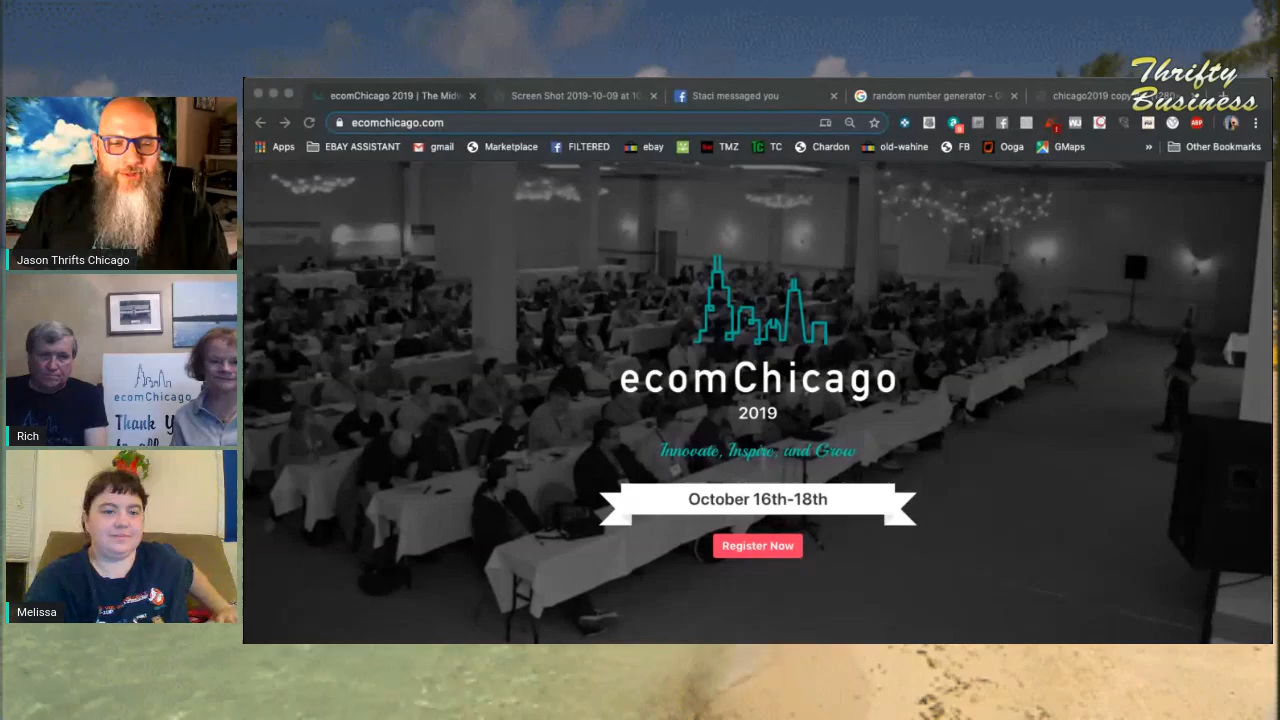 Thrifty
Business
ecomChicago 2019 | The Midw
Screen Shot 2019-10-09 at 10
Staci messaged you
random number generator - G
chicago2019 copy
ecomchicago.com
Apps
EBAY ASSISTANT
gmail
Marketplace
FILTERED
ebay
TMZ
TC
Chardon
old-wahine
FB
Ooga
GMaps
»
Other Bookmarks
Jason Thrifts Chicago
ecomChicago
Thank
Rich
Melissa
ecomChicago
2019
Innovate, Inspire, and Grow
October 16th-18th
Register Now